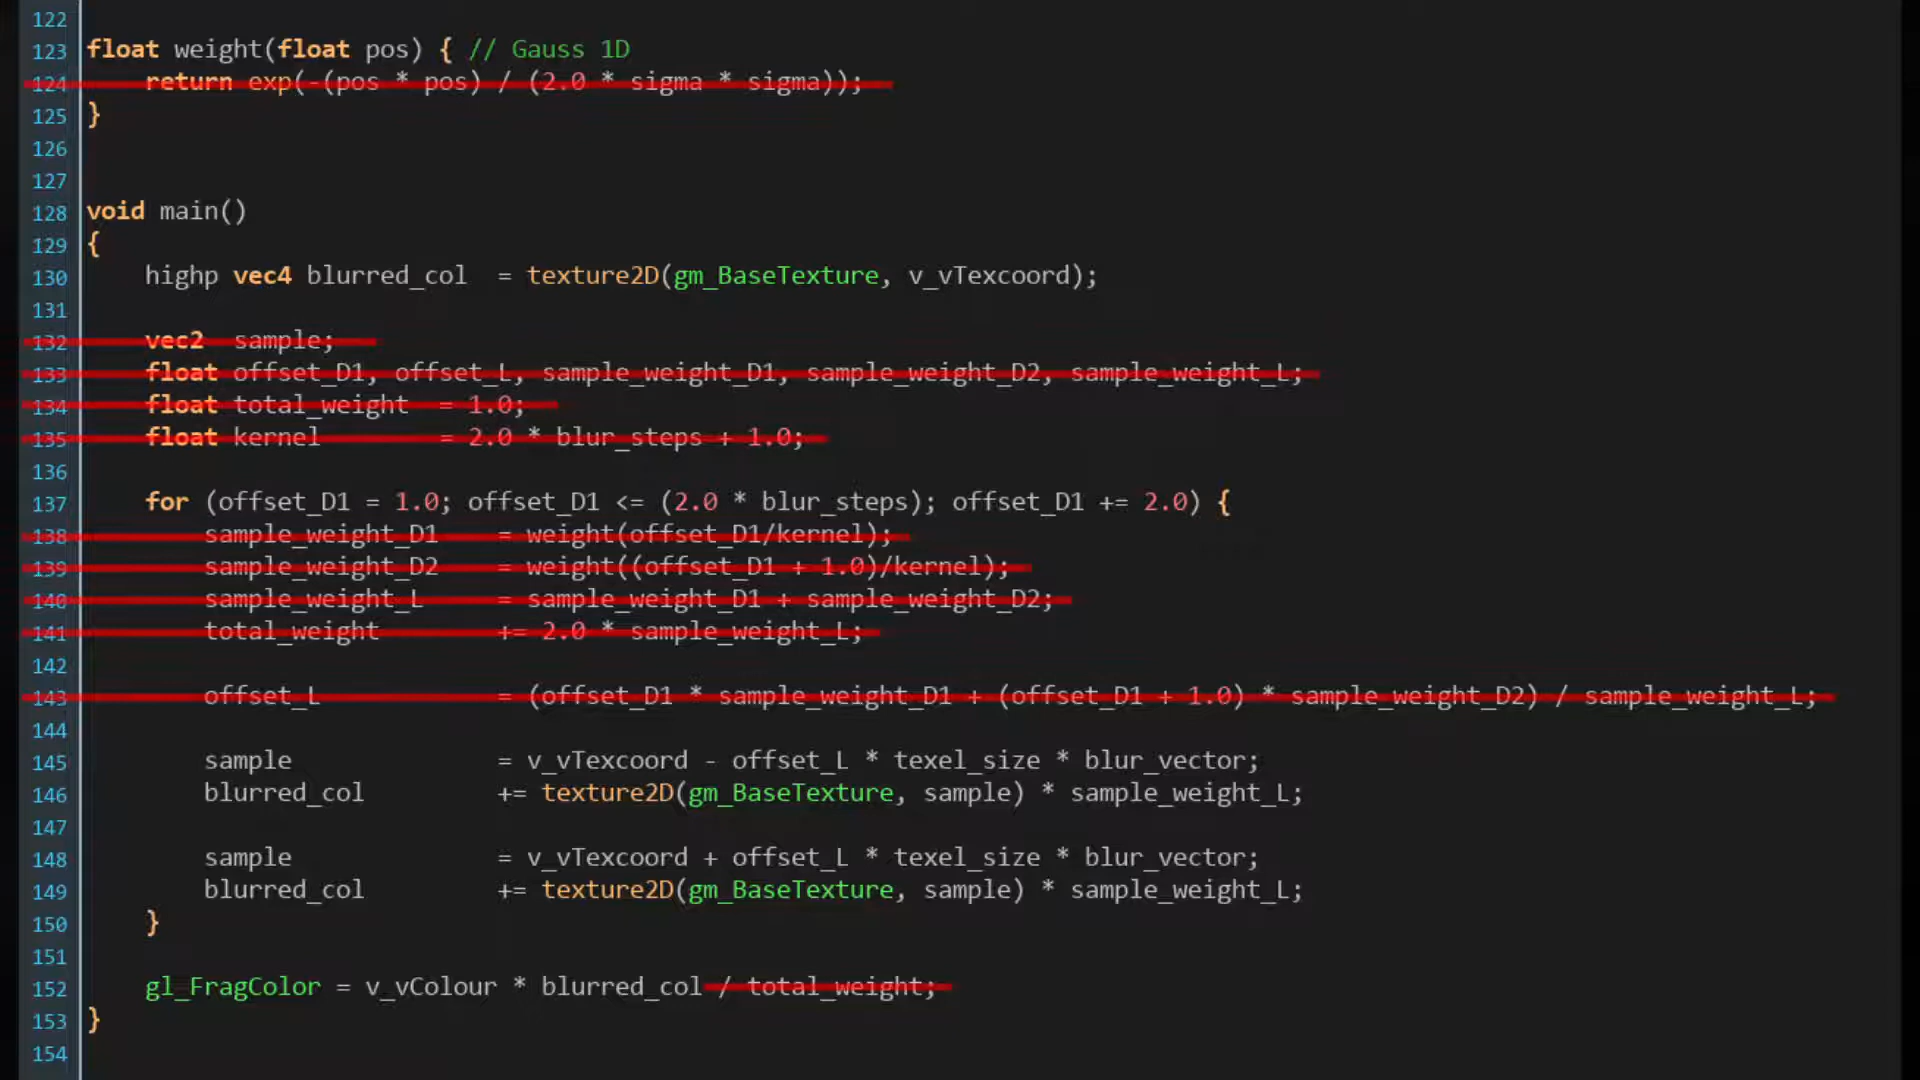 122
123 float weight(float pos) { // Gauss 1D
124     return exp(-(pos * pos) / (2.0 * sigma * sigma));
125 }
126
127
128 void main()
129 {
130     highp vec4 blurred_col  = texture2D(gm_BaseTexture, v_vTexcoord);
131
132     vec2  sample;
133     float offset_D1, offset_L, sample_weight_D1, sample_weight_D2, sample_weight_L;
134     float total_weight  = 1.0;
135     float kernel        = 2.0 * blur_steps + 1.0;
136
137     for (offset_D1 = 1.0; offset_D1 <= (2.0 * blur_steps); offset_D1 += 2.0) {
138         sample_weight_D1    = weight(offset_D1/kernel);
139         sample_weight_D2    = weight((offset_D1 + 1.0)/kernel);
140         sample_weight_L     = sample_weight_D1 + sample_weight_D2;
141         total_weight        += 2.0 * sample_weight_L;
142
143         offset_L            = (offset_D1 * sample_weight_D1 + (offset_D1 + 1.0) * sample_weight_D2) / sample_weight_L;
144
145         sample              = v_vTexcoord - offset_L * texel_size * blur_vector;
146         blurred_col         += texture2D(gm_BaseTexture, sample) * sample_weight_L;
147
148         sample              = v_vTexcoord + offset_L * texel_size * blur_vector;
149         blurred_col         += texture2D(gm_BaseTexture, sample) * sample_weight_L;
150     }
151
152     gl_FragColor = v_vColour * blurred_col / total_weight;
153 }
154